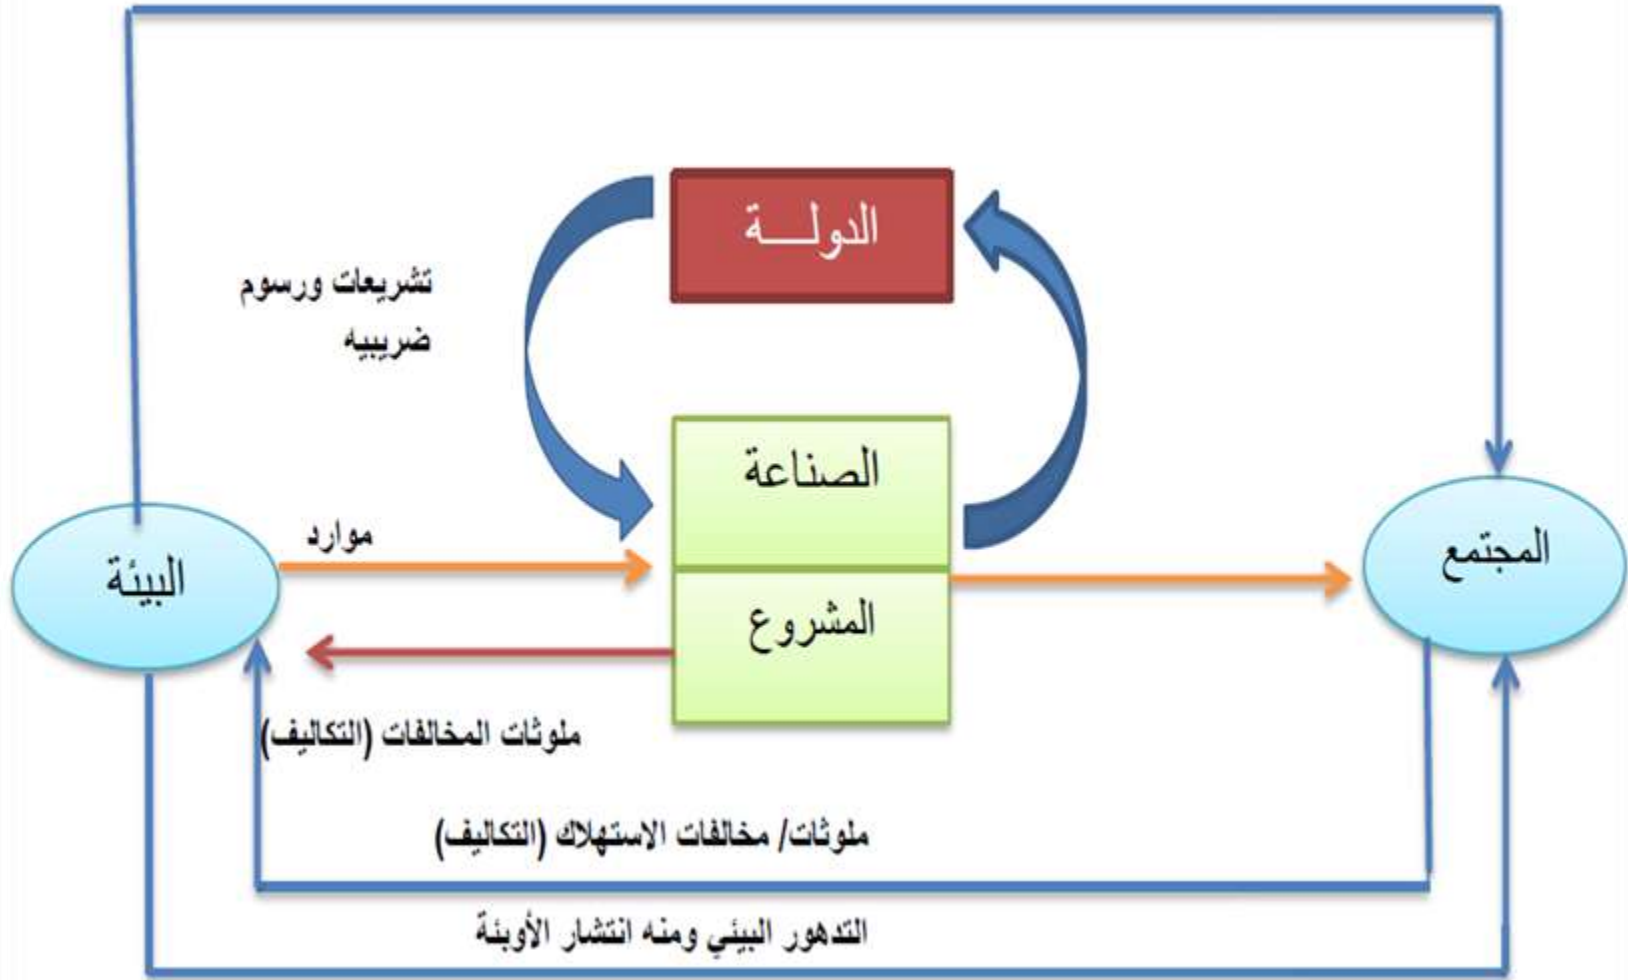 الدولـــة
تشريعات ورسوم
ضريبيه
الصناعة
المجتمع
موارد
البيئة
المشروع
ملوثات المخالفات (التكاليف)
ملوثات/ مخالفات الاستهلاك (التكاليف)
التدهور البيئي ومنه انتشار الأوبئة